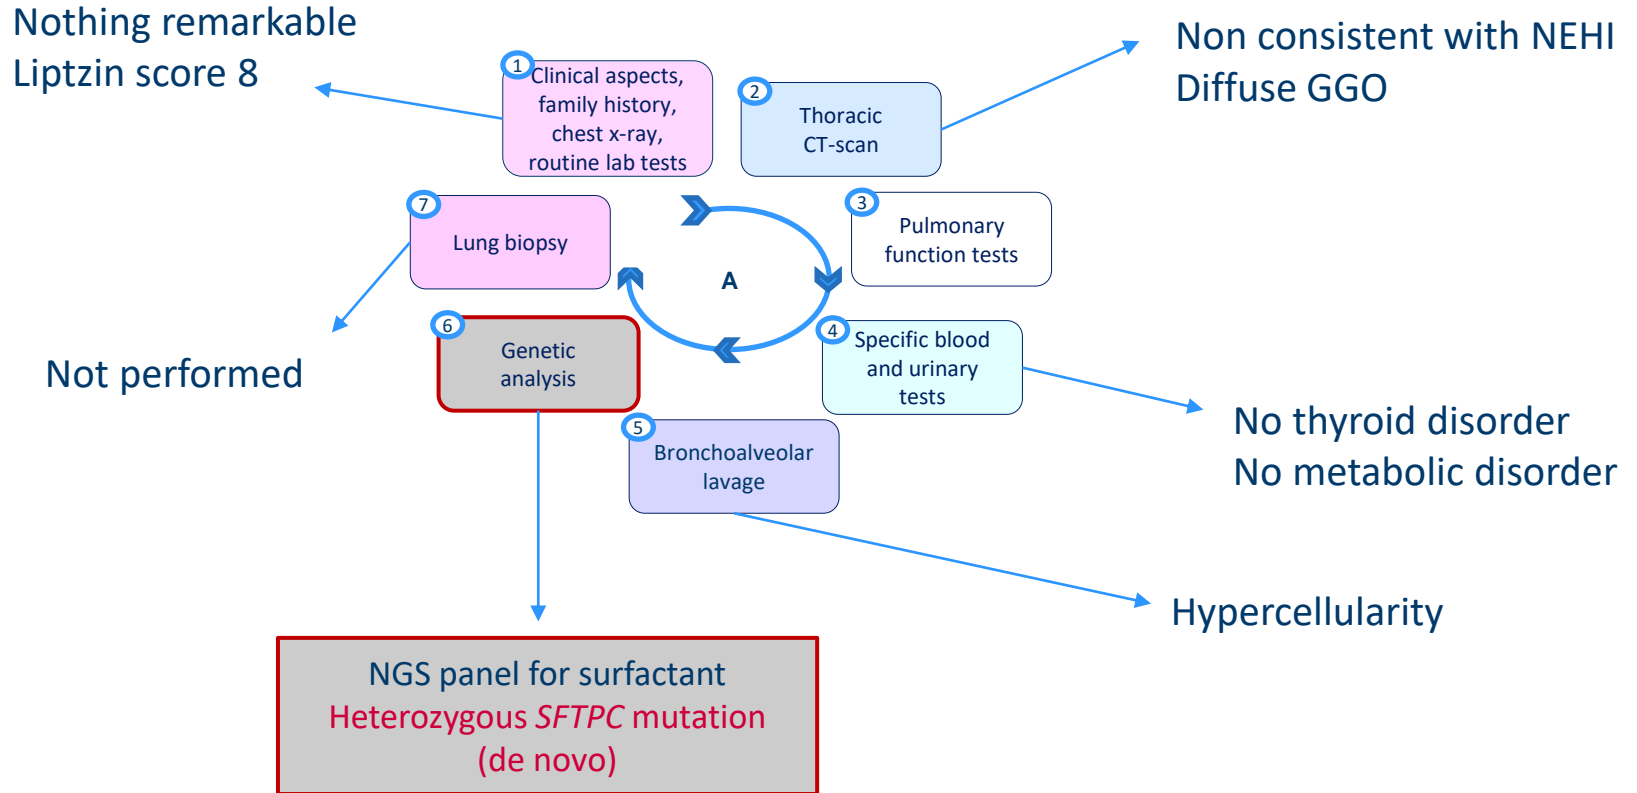 Nothing remarkable
Liptzin score 8
1
Clinical aspects,
family history,
chest x-ray,
routine lab tests
2
Thoracic
CT-scan
Non consistent with NEHI
Diffuse GGO
3
Pulmonary
function tests
4
Specific blood
and urinary
tests
No thyroid disorder
No metabolic disorder
5
Bronchoalveolar
lavage
Hypercellularity
6
Genetic
analysis
NGS panel for surfactant
Heterozygous SFTPC mutation
(de novo)
7
Lung biopsy
Not performed
A